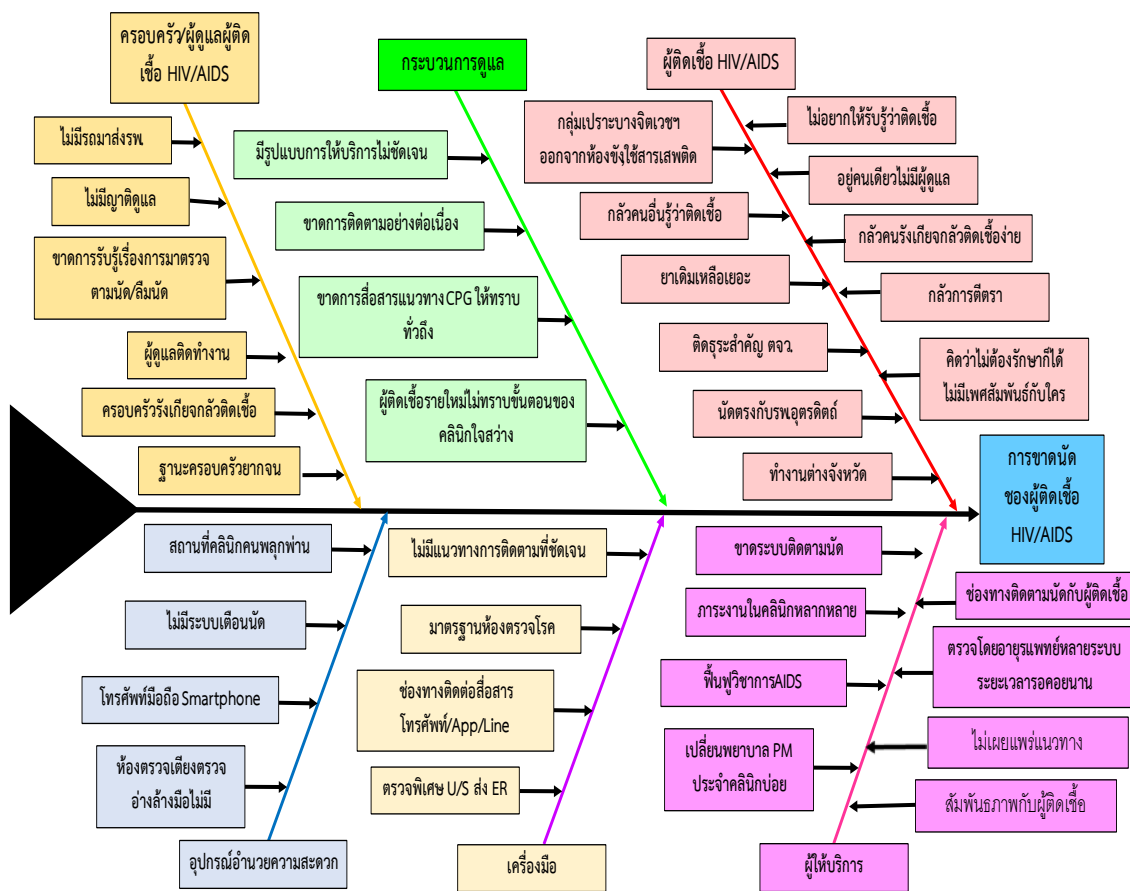 ครอบครัว/ผู้ดูแลผู้ติด
เชื้อ HIV/AIDS
ไม่มีรถมาส่งรพ.
ไม่มีญาติดูแล
ขาดการรับรู้เรื่องการมาตรวจ
ตามนัด/ลืมนัด
ผู้ดูแลติดทำงาน
ครอบครัวรังเกียจกลัวติดเชื้อ
ฐานะครอบครัวยากจน
กระบวนการดูแล
มีรูปแบบการให้บริการไม่ชัดเจน
ขาดการติดตามอย่างต่อเนื่อง
ขาดการสื่อสารแนวทาง CPG ให้ทราบ
ทั่วถึง
ผู้ติดเชื้อรายใหม่ไม่ทราบขั้นตอนของ
คลินิกใจสว่าง
ผู้ติดเชื้อ HIV/AIDS
กลุ่มเปราะบางจิตเวชฯ
ออกจากห้องขัง,ใช้สารเสพติด
กลัวคนอื่นรู้ว่าติดเชื้อ
ยาเดิมเหลือเยอะ
ติดธุระสำคัญ ตจว.
นัดตรงกับรพ.อุตรดิตถ์
ทำงานต่างจังหวัด
ไม่อยากให้รับรู้ว่าติดเชื้อ
อยู่คนเดียวไม่มีผู้ดูแล
กลัวคนรังเกียจกลัวติดเชื้อง่าย
กลัวการตีตรา
คิดว่าไม่ต้องรักษาก็ได้
ไม่มีเพศสัมพันธ์กับใคร
การขาดนัด
ของผู้ติดเชื้อ
HIV/AIDS
สถานที่คลินิกคนพลุกพ่าน
ไม่มีระบบเตือนนัด
โทรศัพท์มือถือ Smartphone
ห้องตรวจเตียงตรวจ
อ่างล้างมือไม่มี
อุปกรณ์อำนวยความสะดวก
ไม่มีแนวทางการติดตามที่ชัดเจน
มาตรฐานห้องตรวจโรค
ช่องทางติดต่อสื่อสาร
โทรศัพท์/App/Line
ตรวจพิเศษ U/S ส่ง ER
เครื่องมือ
ขาดระบบติดตามนัด
ภาระงานในคลินิกหลากหลาย
ฟื้นฟูวิชาการAIDS
เปลี่ยนพยาบาล PM
ประจำคลินิกบ่อย
ช่องทางติดตามนัดกับผู้ติดเชื้อ
ตรวจโดยอายุรแพทย์หลายระบบ
ระยะเวลารอคอยนาน
ไม่เผยแพร่แนวทาง
สัมพันธภาพกับผู้ติดเชื้อ
ผู้ให้บริการ